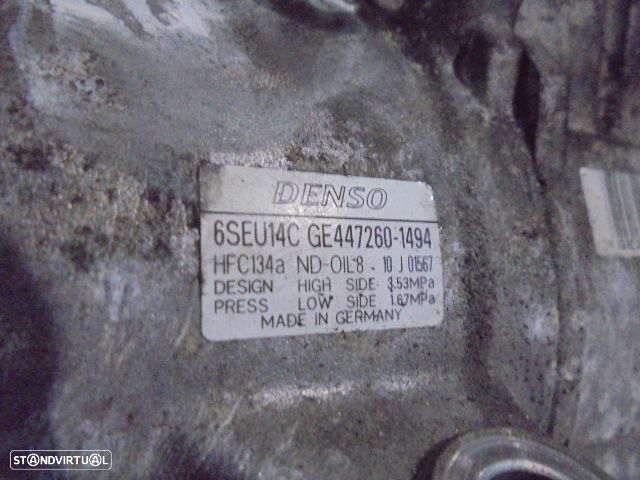 DENSO
6SEU14C GE447260-1494
HFC134a ND-OIL8 · 10 J 01567
DESIGN HIGH SIDE· 3.53MPa
PRESS LOW SIDE· 1.67MPa
MADE IN GERMANY
STANDVIRTUAL